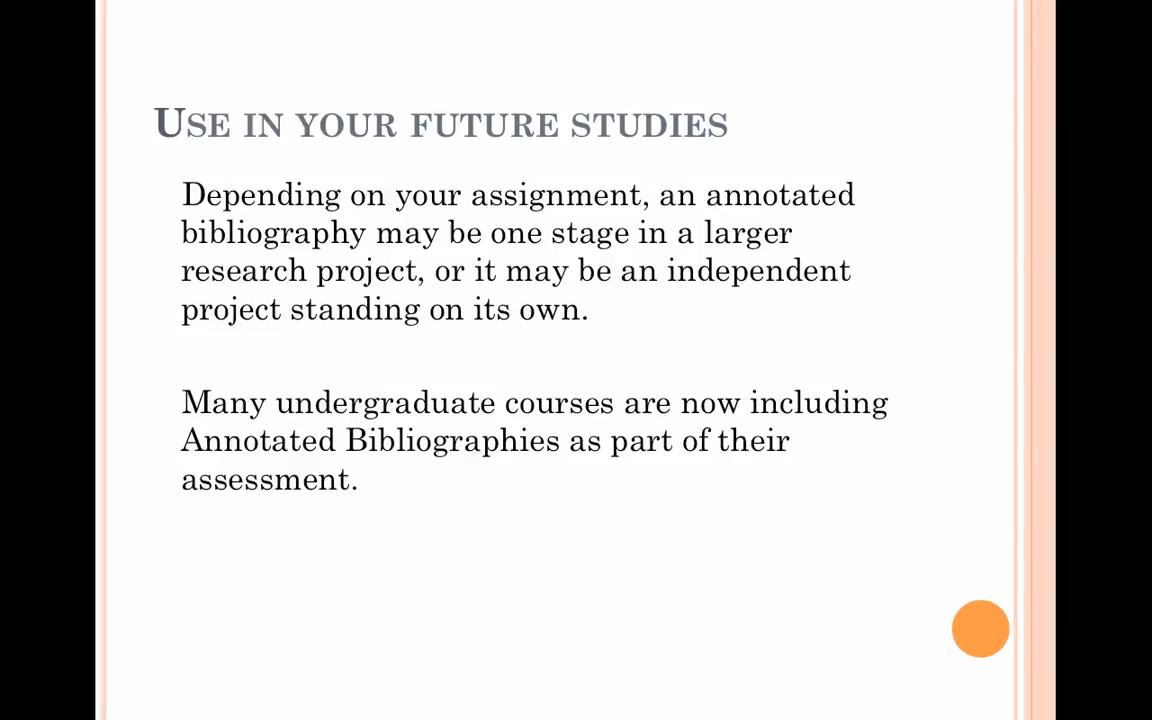 USE IN YOUR FUTURE STUDIES
Depending on your assignment, an annotated
bibliography may be one stage in a larger
research project, or it may be an independent
project standing on its own.
Many undergraduate courses are now including
Annotated Bibliographies as part of their
assessment.